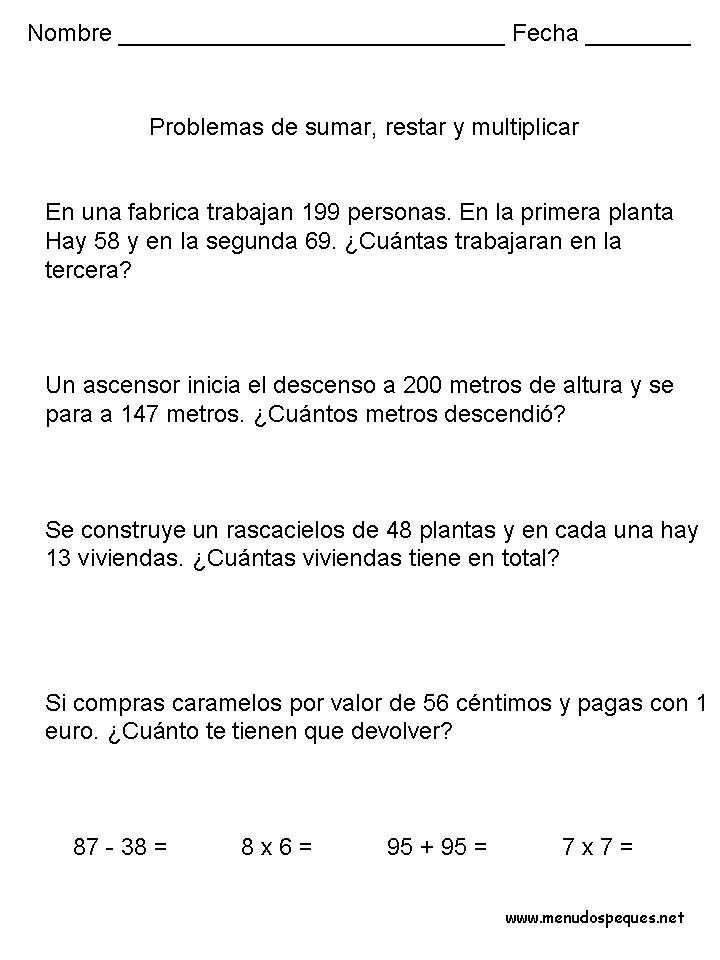 Nombre _____________________________ Fecha ________
Problemas de sumar, restar y multiplicar
En una fabrica trabajan 199 personas. En la primera planta
Hay 58 y en la segunda 69. ¿Cuántas trabajaran en la
tercera?
Un ascensor inicia el descenso a 200 metros de altura y se
para a 147 metros. ¿Cuántos metros descendió?
Se construye un rascacielos de 48 plantas y en cada una hay
13 viviendas. ¿Cuántas viviendas tiene en total?
Si compras caramelos por valor de 56 céntimos y pagas con 1
euro. ¿Cuánto te tienen que devolver?
87 - 38 = 8 x 6 = 95 + 95 = 7 x 7 =
www.menudospeques.net